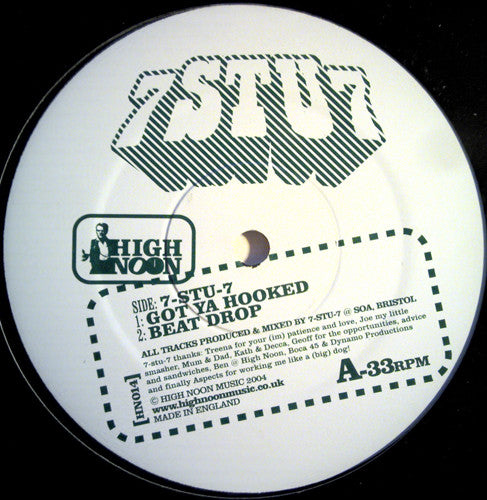 7-STU-7
HIGH
NOON
SIDE: 7-STU-7
1: GOT YA HOOKED
2: BEAT DROP
ALL TRACKS PRODUCED & MIXED BY 7-STU-7 @ SOA, BRISTOL
7-stu-7 thanks: Treena for your (im) patience and love, Joe my little
smasher, Mum & Dad, Kath & Decca, Geoff for the opportunities, advice
and sandwiches, Ben @ High Noon, Boca 45 & Dynamo Productions
and finally Aspects for working me like a (big) dog!
[HN014]
© HIGH NOON MUSIC 2004
www.highnoonmusic.co.uk
MADE IN ENGLAND
A-33RPM